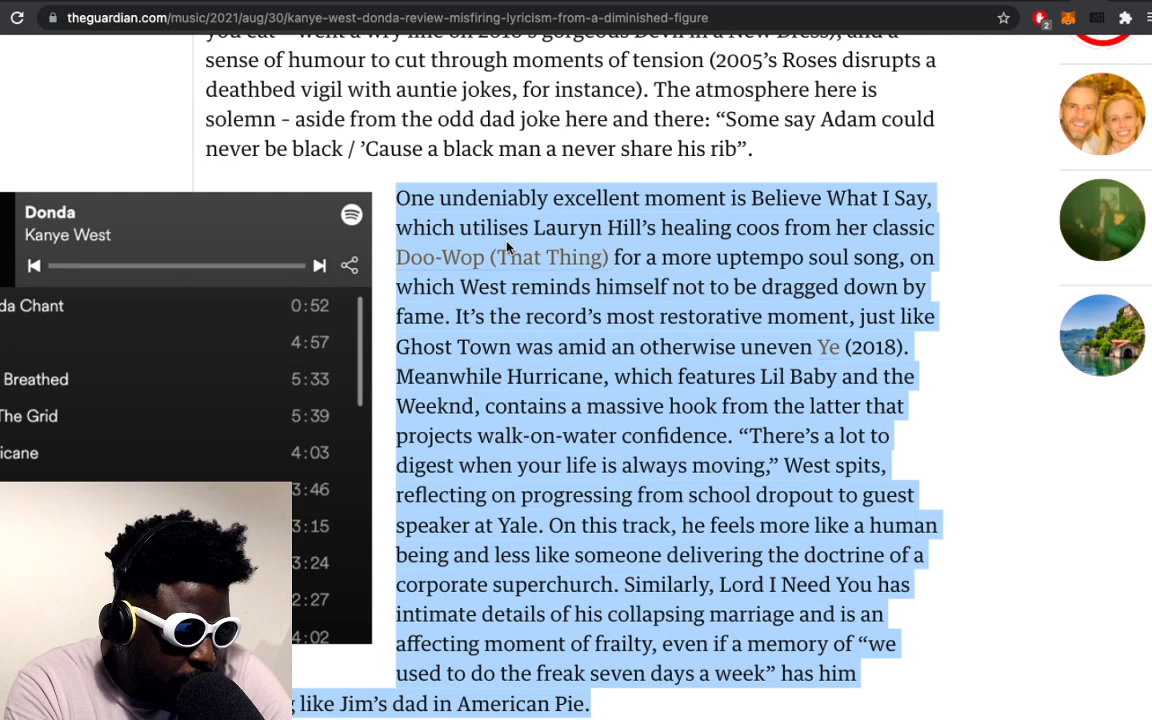 theguardian.com/music/2021/aug/30/kanye-west-donda-review-misfiring-lyricism-from-a-diminished-figure
2
sense of humour to cut through moments of tension (2005’s Roses disrupts a
deathbed vigil with auntie jokes, for instance). The atmosphere here is
solemn – aside from the odd dad joke here and there: “Some say Adam could
never be black / ’Cause a black man a never share his rib”.
Donda
Kanye West
da Chant 0:52
4:57
Breathed 5:33
The Grid 5:39
icane 4:03
3:46
3:15
3:24
2:27
4:02
One undeniably excellent moment is Believe What I Say,
which utilises Lauryn Hill’s healing coos from her classic
Doo-Wop (That Thing) for a more uptempo soul song, on
which West reminds himself not to be dragged down by
fame. It’s the record’s most restorative moment, just like
Ghost Town was amid an otherwise uneven Ye (2018).
Meanwhile Hurricane, which features Lil Baby and the
Weeknd, contains a massive hook from the latter that
projects walk-on-water confidence. “There’s a lot to
digest when your life is always moving,” West spits,
reflecting on progressing from school dropout to guest
speaker at Yale. On this track, he feels more like a human
being and less like someone delivering the doctrine of a
corporate superchurch. Similarly, Lord I Need You has
intimate details of his collapsing marriage and is an
affecting moment of frailty, even if a memory of “we
used to do the freak seven days a week” has him
like Jim’s dad in American Pie.